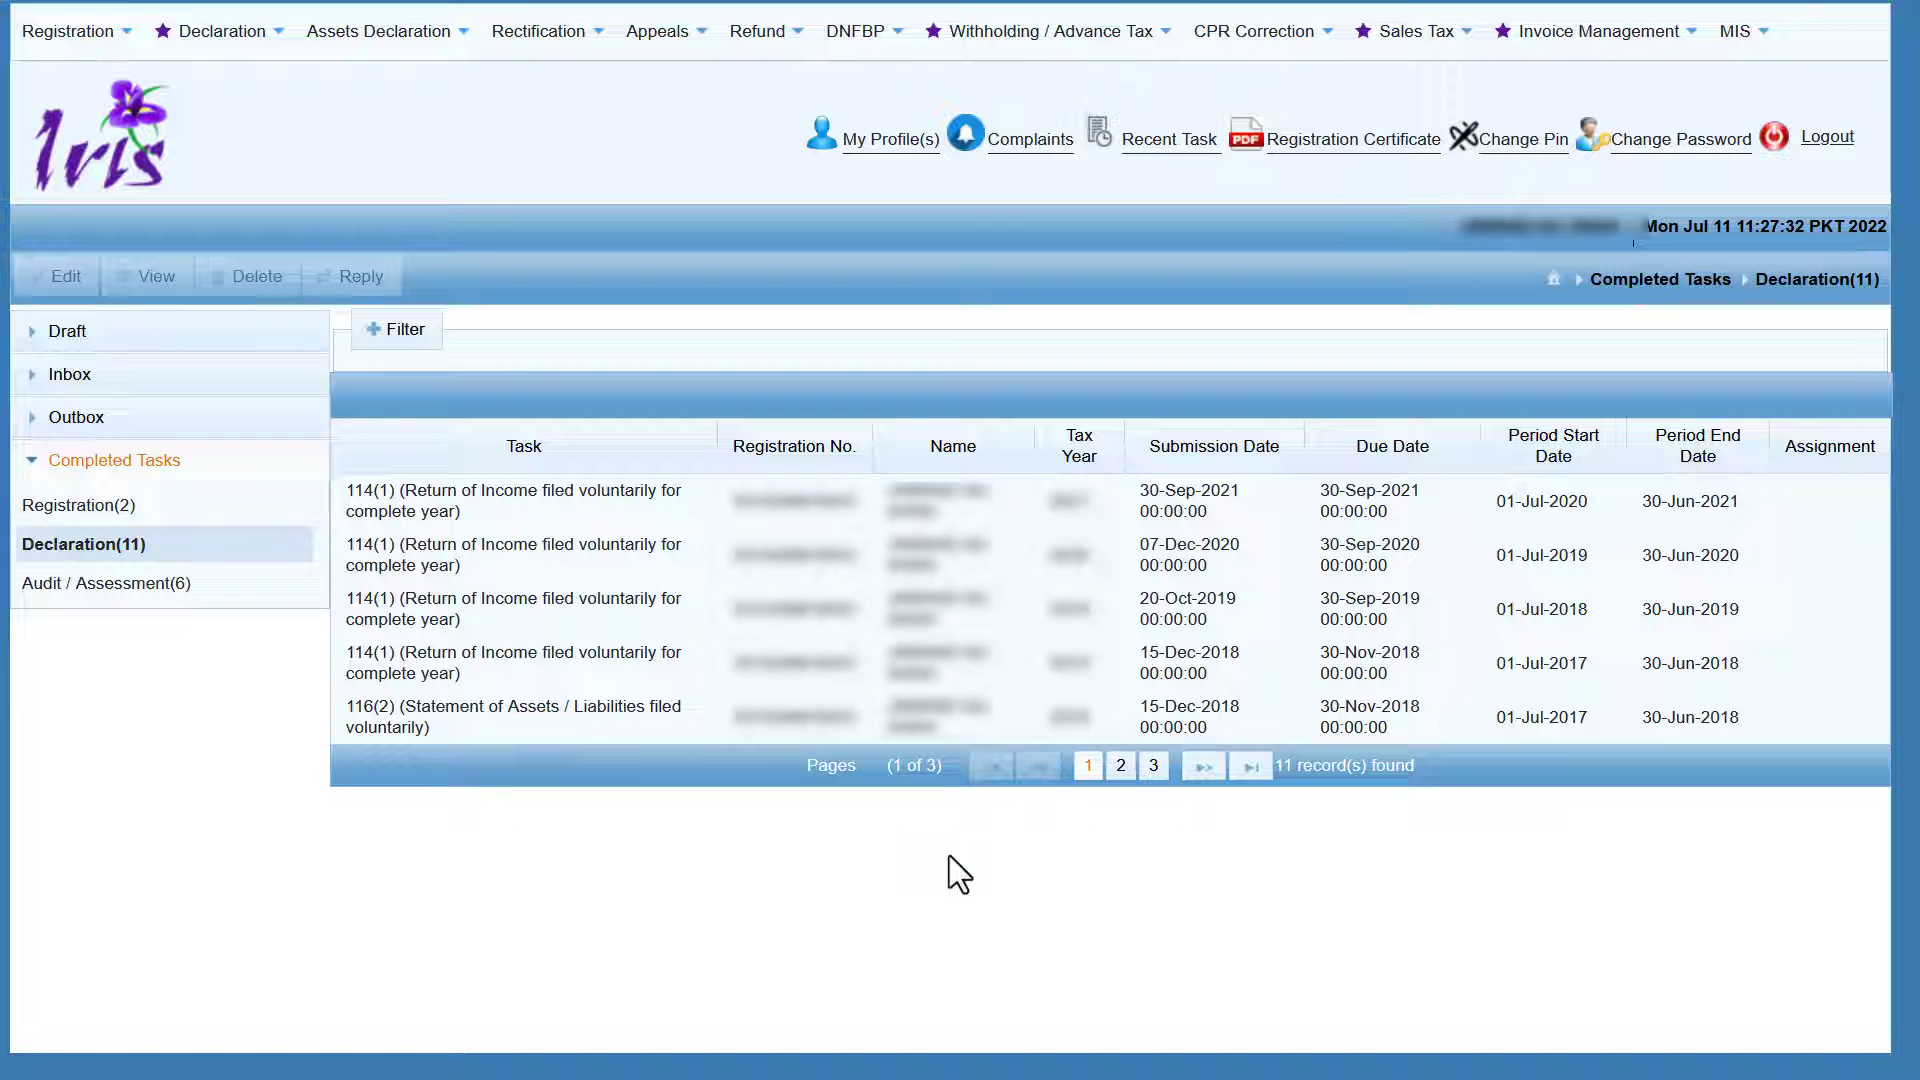 Registration Declaration Assets Declaration Rectification Appeals Refund DNFBP Withholding / Advance Tax CPR Correction Sales Tax Invoice Management MIS
Iris
My Profile(s) Complaints Recent Task PDF Registration Certificate Change Pin Change Password Logout
Mon Jul 11 11:27:32 PKT 2022
Edit View Delete Reply Completed Tasks Declaration(11)
Draft
Inbox
Outbox
Completed Tasks
Registration(2)
Declaration(11)
Audit / Assessment(6)
Filter
Task Registration No. Name Tax Year Submission Date Due Date Period Start Date Period End Date Assignment
114(1) (Return of Income filed voluntarily for 30-Sep-2021 30-Sep-2021 01-Jul-2020 30-Jun-2021
complete year) 00:00:00 00:00:00
114(1) (Return of Income filed voluntarily for 07-Dec-2020 30-Sep-2020 01-Jul-2019 30-Jun-2020
complete year) 00:00:00 00:00:00
114(1) (Return of Income filed voluntarily for 20-Oct-2019 30-Sep-2019 01-Jul-2018 30-Jun-2019
complete year) 00:00:00 00:00:00
114(1) (Return of Income filed voluntarily for 15-Dec-2018 30-Nov-2018 01-Jul-2017 30-Jun-2018
complete year) 00:00:00 00:00:00
116(2) (Statement of Assets / Liabilities filed 15-Dec-2018 30-Nov-2018 01-Jul-2017 30-Jun-2018
voluntarily) 00:00:00 00:00:00
Pages (1 of 3) 1 2 3 11 record(s) found